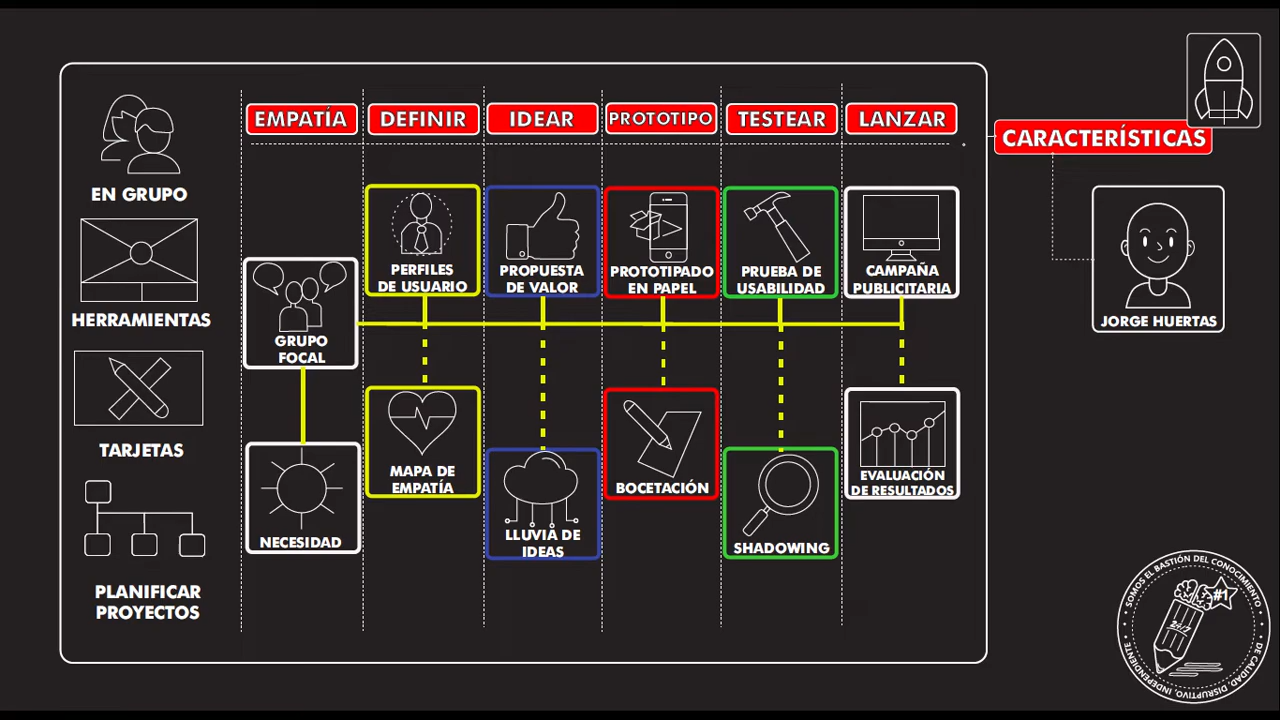 EMPATÍA
DEFINIR
IDEAR
PROTOTIPO
TESTEAR
LANZAR
CARACTERÍSTICAS
EN GRUPO
HERRAMIENTAS
TARJETAS
PLANIFICAR
PROYECTOS
GRUPO
FOCAL
NECESIDAD
PERFILES
DE USUARIO
MAPA DE
EMPATÍA
PROPUESTA
DE VALOR
LLUVIA DE
IDEAS
PROTOTIPADO
EN PAPEL
BOCETACIÓN
PRUEBA DE
USABILIDAD
SHADOWING
CAMPAÑA
PUBLICITARIA
EVALUACIÓN
DE RESULTADOS
JORGE HUERTAS
SOMOS EL BASTIÓN DEL CONOCIMIENTO
#1
24/7
DE CALIDAD, DISRUPTIVO, INDEPENDIENTE